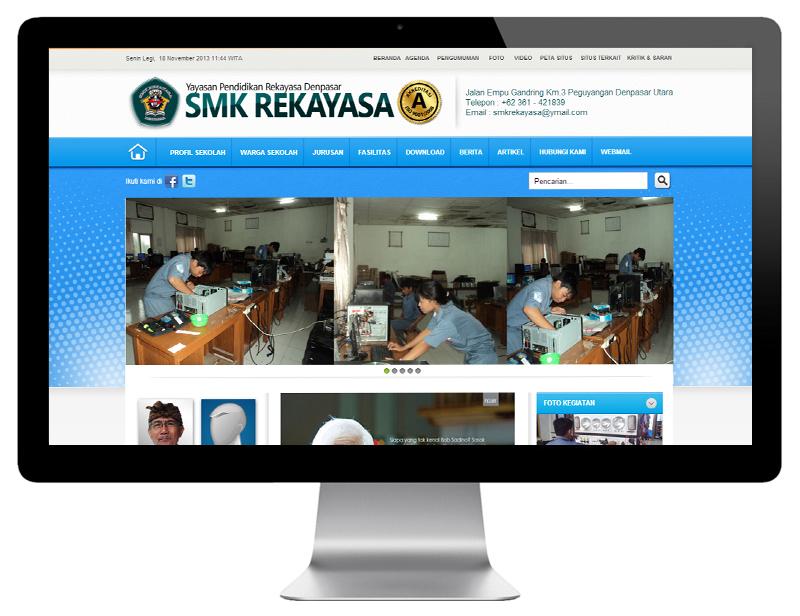 Senin Legi, 18 November 2013 11:44 WITA
BERANDA AGENDA PENGUMUMAN FOTO VIDEO PETA SITUS SITUS TERKAIT KRITIK & SARAN
Yayasan Pendidikan Rekayasa Denpasar
SMK REKAYASA
A
Jalan Empu Gandring Km.3 Peguyangan Denpasar Utara
Telepon : +62 361 - 421839
Email : smkrekayasa@ymail.com
PROFIL SEKOLAH WARGA SEKOLAH JURUSAN FASILITAS DOWNLOAD BERITA ARTIKEL HUBUNGI KAMI WEBMAIL
Ikuti kami di
Pencarian...
FOTO KEGIATAN
Siapa yang tak kenal Bob Sadino? Sosok